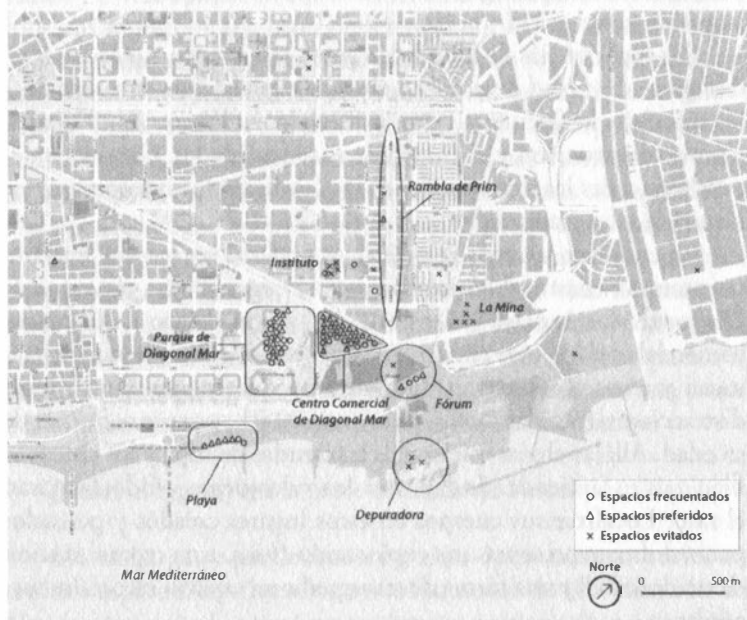 Rambla de Prim
Instituto
La Mina
Parque de
Diagonal Mar
Centro Comercial
de Diagonal Mar
Fórum
Playa
Depuradora
Espacios frecuentados
Espacios preferidos
Espacios evitados
Mar Mediterráneo
Norte
0 500 m